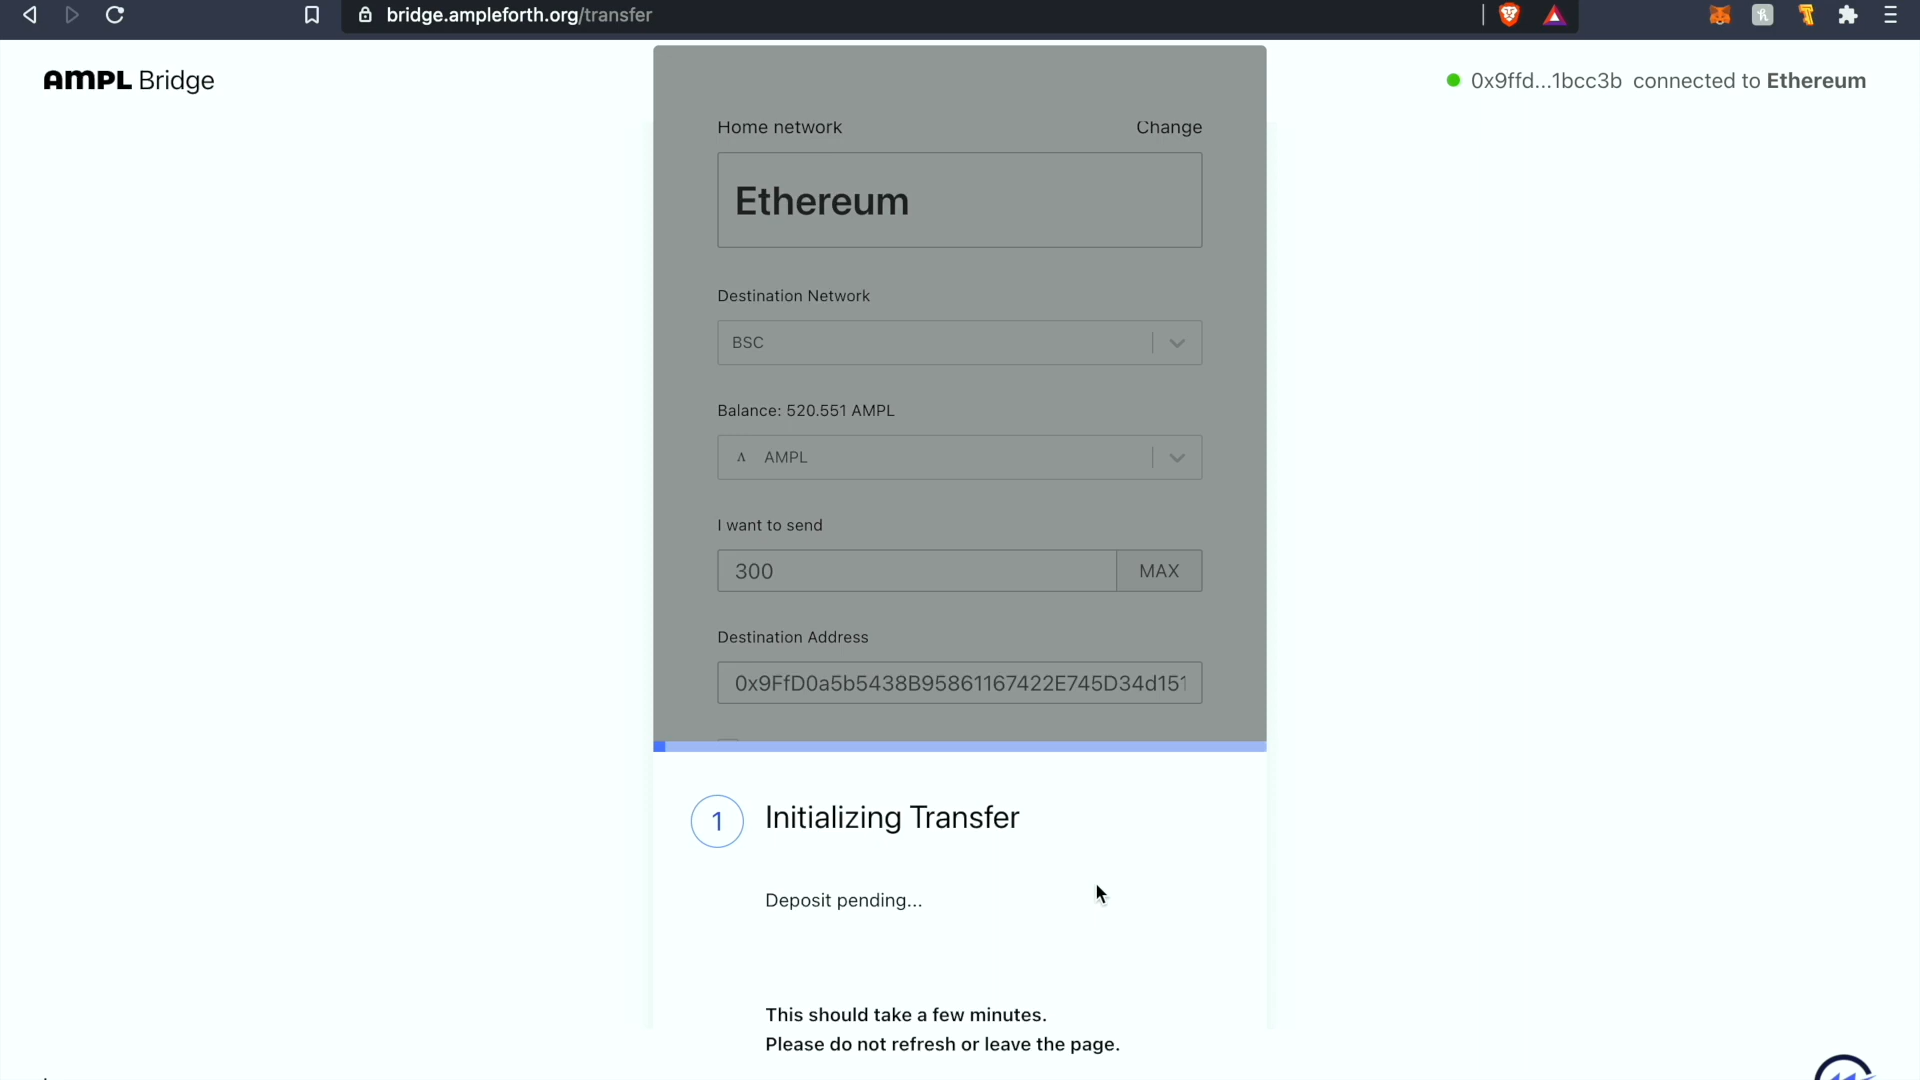 bridge.ampleforth.org/transfer
AMPL Bridge
0x9ffd...1bcc3b connected to Ethereum
Home network
Change
Ethereum
Destination Network
BSC
Balance: 520.551 AMPL
Λ AMPL
I want to send
300
MAX
Destination Address
0x9FfD0a5b5438B95861167422E745D34d151
1
Initializing Transfer
Deposit pending...
This should take a few minutes.
Please do not refresh or leave the page.